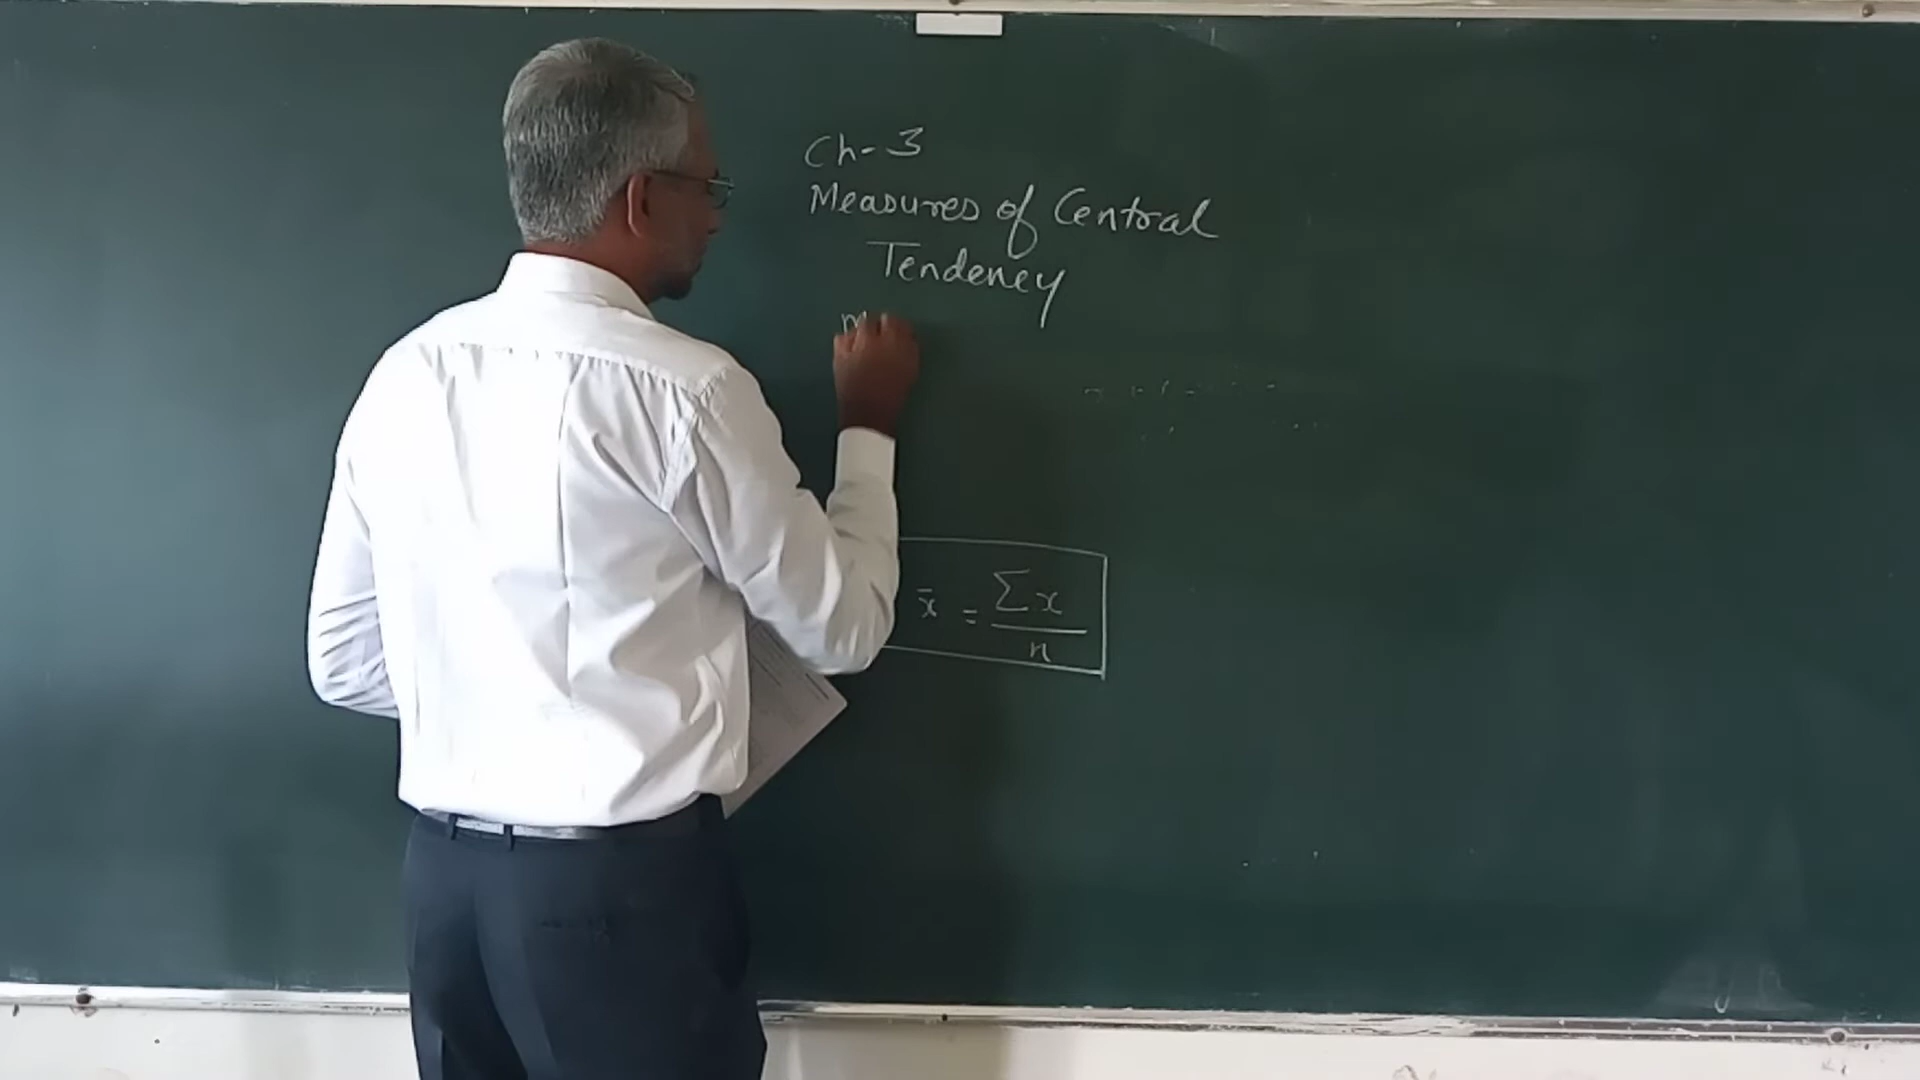 Ch-3
Measures of Central
Tendency
x̄ = Σx / n